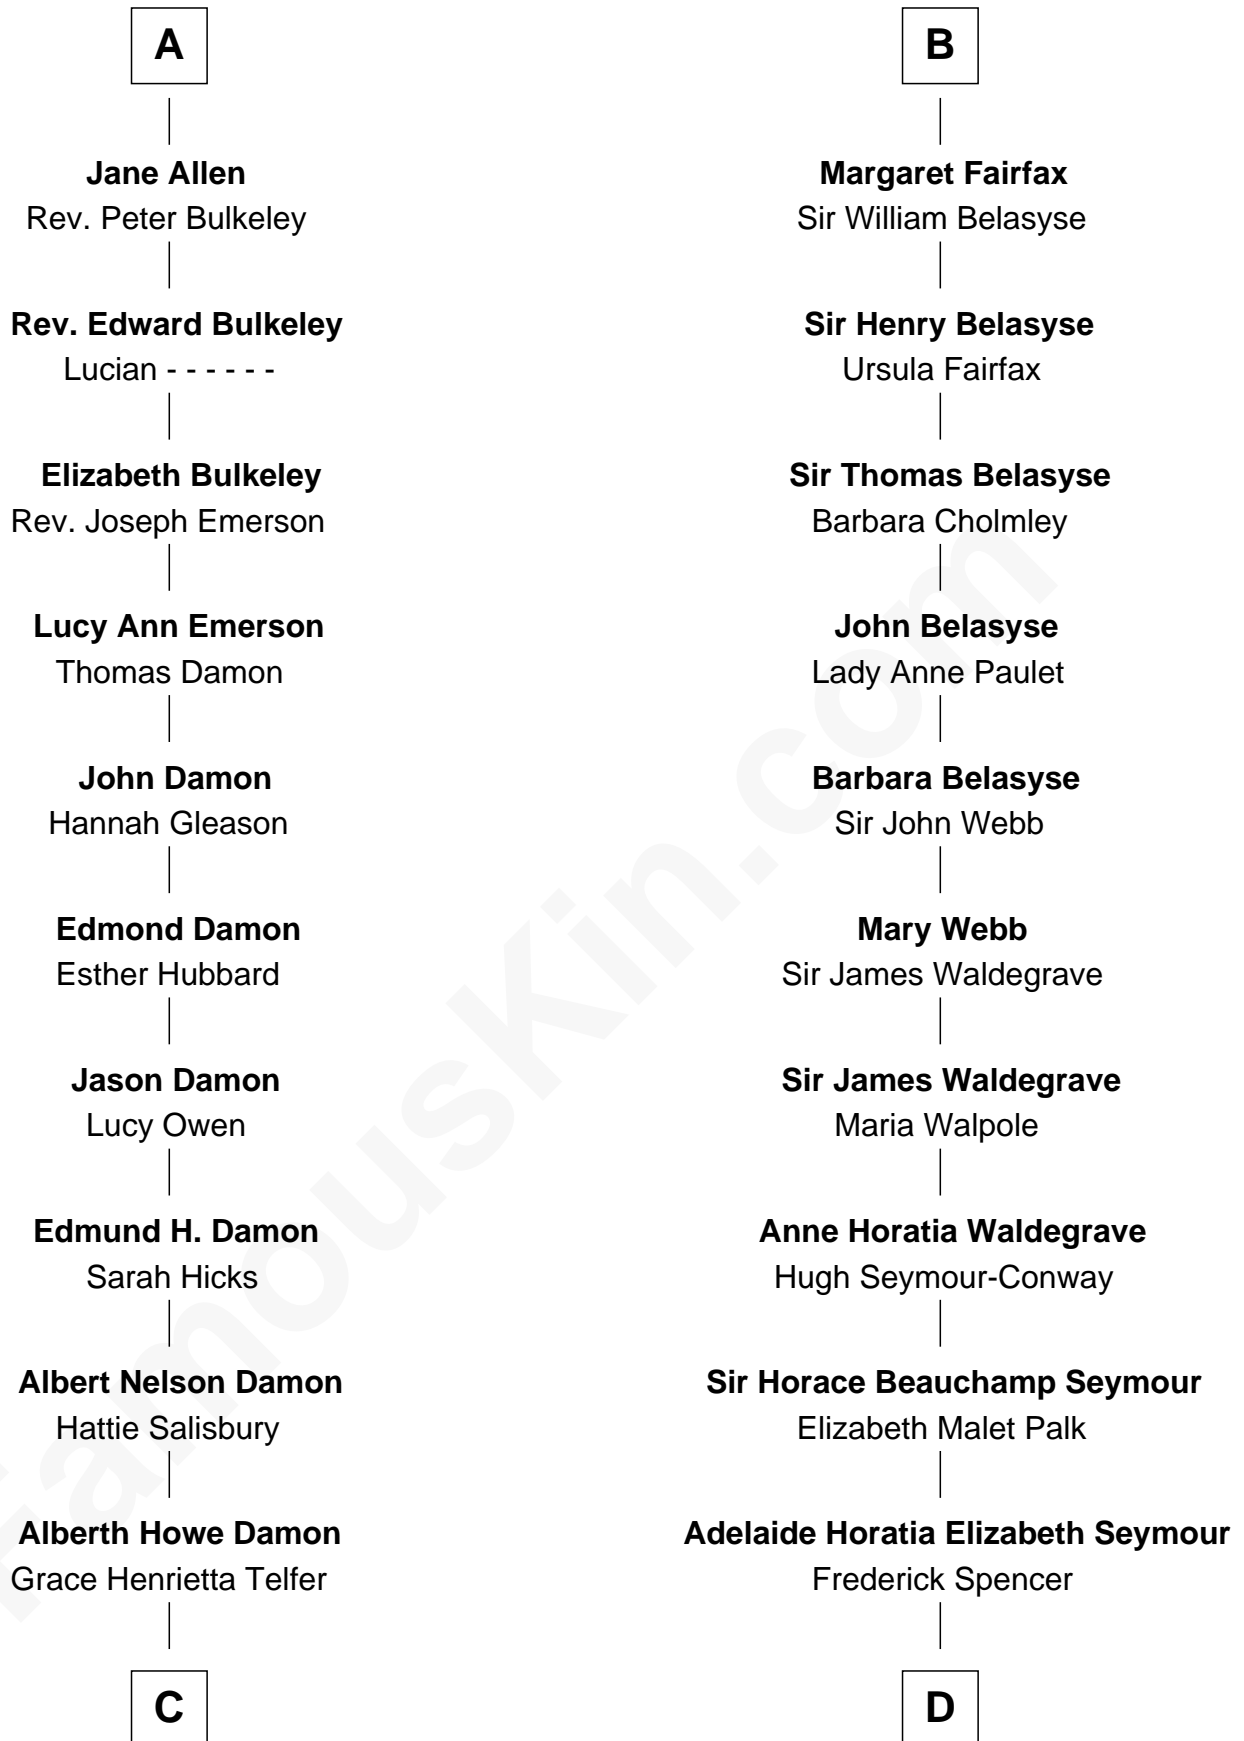 A
Jane Allen
Rev. Peter Bulkeley
Rev. Edward Bulkeley
Lucian - - - - - -
Elizabeth Bulkeley
Rev. Joseph Emerson
Lucy Ann Emerson
Thomas Damon
John Damon
Hannah Gleason
Edmond Damon
Esther Hubbard
Jason Damon
Lucy Owen
Edmund H. Damon
Sarah Hicks
Albert Nelson Damon
Hattie Salisbury
Alberth Howe Damon
Grace Henrietta Telfer
C
B
Margaret Fairfax
Sir William Belasyse
Sir Henry Belasyse
Ursula Fairfax
Sir Thomas Belasyse
Barbara Cholmley
John Belasyse
Lady Anne Paulet
Barbara Belasyse
Sir John Webb
Mary Webb
Sir James Waldegrave
Sir James Waldegrave
Maria Walpole
Anne Horatia Waldegrave
Hugh Seymour-Conway
Sir Horace Beauchamp Seymour
Elizabeth Malet Palk
Adelaide Horatia Elizabeth Seymour
Frederick Spencer
D
FamousKin.com